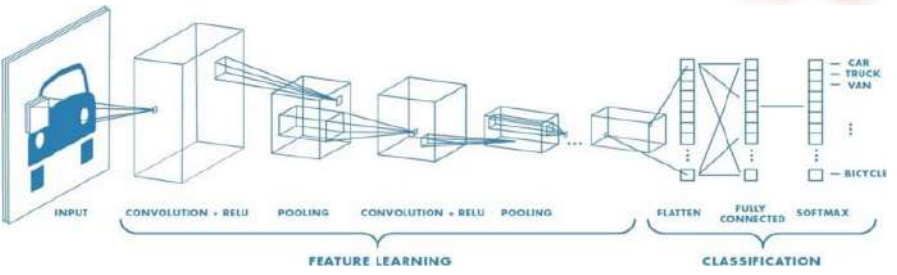 CAR
TRUCK
VAN
BICYCLE
INPUT
CONVOLUTION + RELU
POOLING
CONVOLUTION + RELU
POOLING
FLATTEN
FULLY
CONNECTED
SOFTMAX
FEATURE LEARNING
CLASSIFICATION